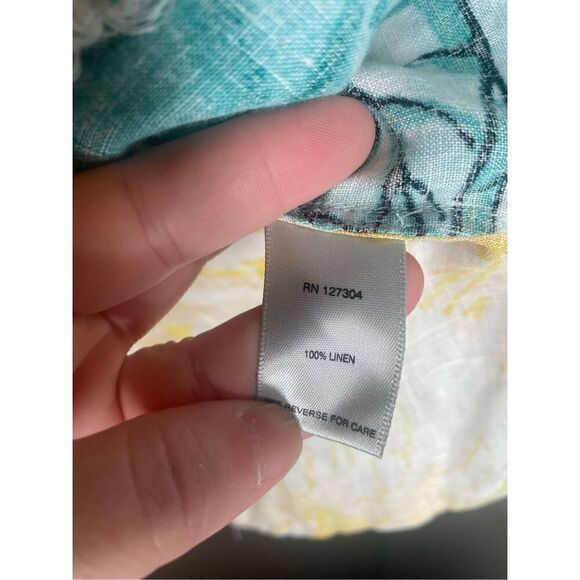 RN 127304
100% LINEN
REVERSE FOR CARE